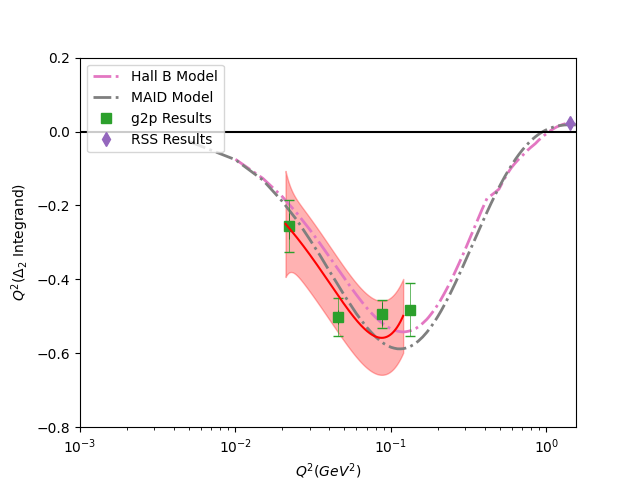 0.2
0.0
−0.2
−0.4
−0.6
−0.8
Q²(Δ₂ Integrand)
Hall B Model
MAID Model
g2p Results
RSS Results
10⁻³
10⁻²
10⁻¹
10⁰
Q²(GeV²)